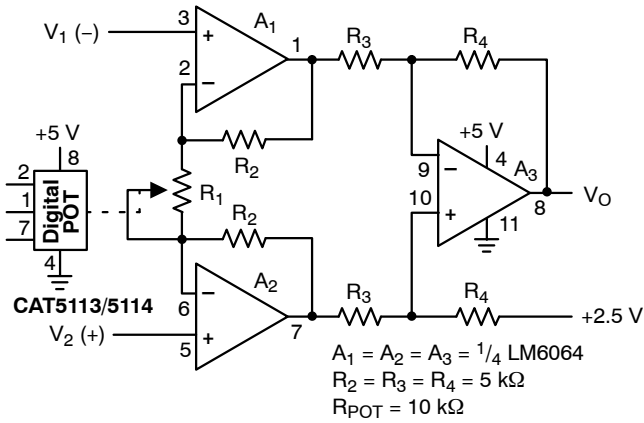 V1 (–)
3
+
A1
1
R3
R4
2
–
+5 V
8
R2
+5 V
4
A3
9
–
2
1
7
Digital
POT
R1
10
+
8
VO
11
4
R2
CAT5113/5114
6
–
A2
7
R3
R4
+2.5 V
V2 (+)
5
+
A1 = A2 = A3 = 1/4 LM6064
R2 = R3 = R4 = 5 kΩ
RPOT = 10 kΩ